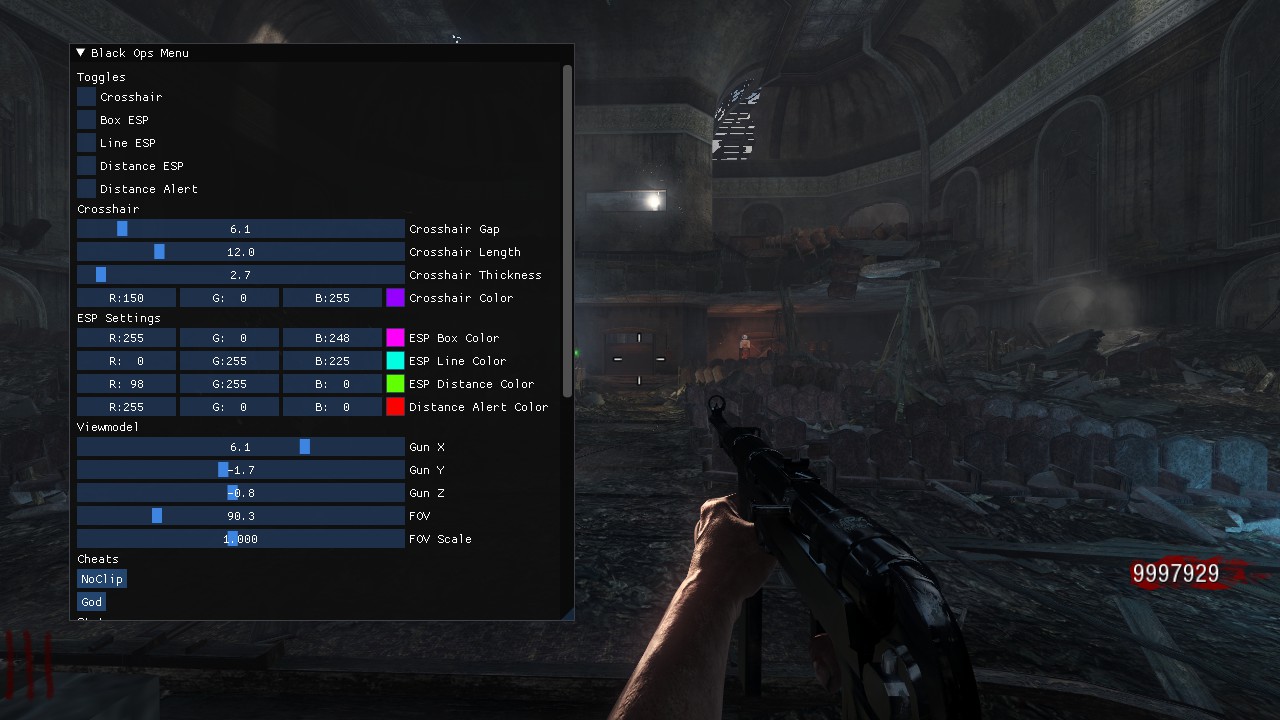 Black Ops Menu
Toggles
Crosshair
Box ESP
Line ESP
Distance ESP
Distance Alert
Crosshair
6.1 Crosshair Gap
12.0 Crosshair Length
2.7 Crosshair Thickness
R:150 G: 0 B:255 Crosshair Color
ESP Settings
R:255 G: 0 B:248 ESP Box Color
R: 0 G:255 B:225 ESP Line Color
R: 98 G:255 B: 0 ESP Distance Color
R:255 G: 0 B: 0 Distance Alert Color
Viewmodel
6.1 Gun X
-1.7 Gun Y
-0.8 Gun Z
90.3 FOV
1.000 FOV Scale
Cheats
NoClip
God
9997929